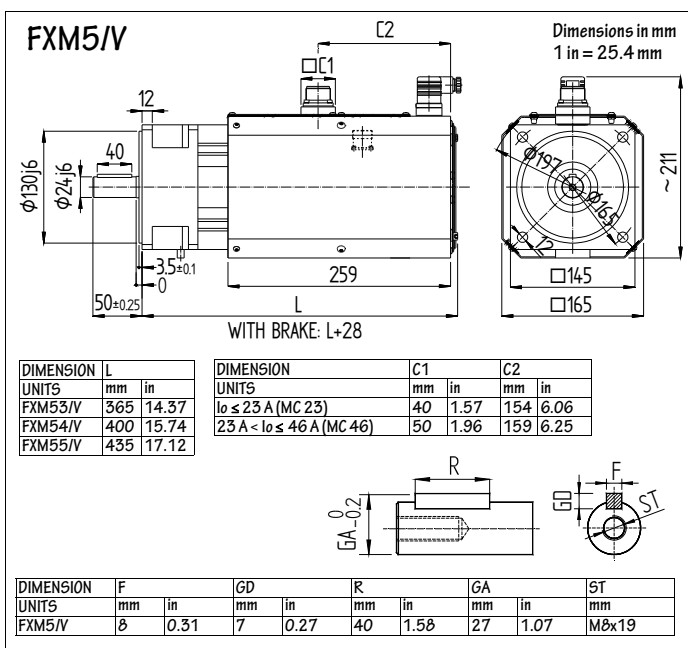 FXM5/V
C2
Dimensions in mm
1 in = 25.4 mm
□C1
12
40
ϕ130j6
ϕ24j6
ϕ197
ϕ165
~ 211
12
3.5±0.1
0
50±0.25
259
L
□145
□165
WITH BRAKE: L+28
DIMENSION L
UNITS mm in
FXM53/V 365 14.37
FXM54/V 400 15.74
FXM55/V 435 17.12
DIMENSION C1 C2
UNITS mm in mm in
Io ≤ 23 A (MC 23) 40 1.57 154 6.06
23 A < Io ≤ 46 A (MC 46) 50 1.96 159 6.25
R
F
GD
ST
GA 0 -0.2
DIMENSION F GD R GA ST
UNITS mm in mm in mm in mm in mm
FXM5/V 8 0.31 7 0.27 40 1.58 27 1.07 M8x19